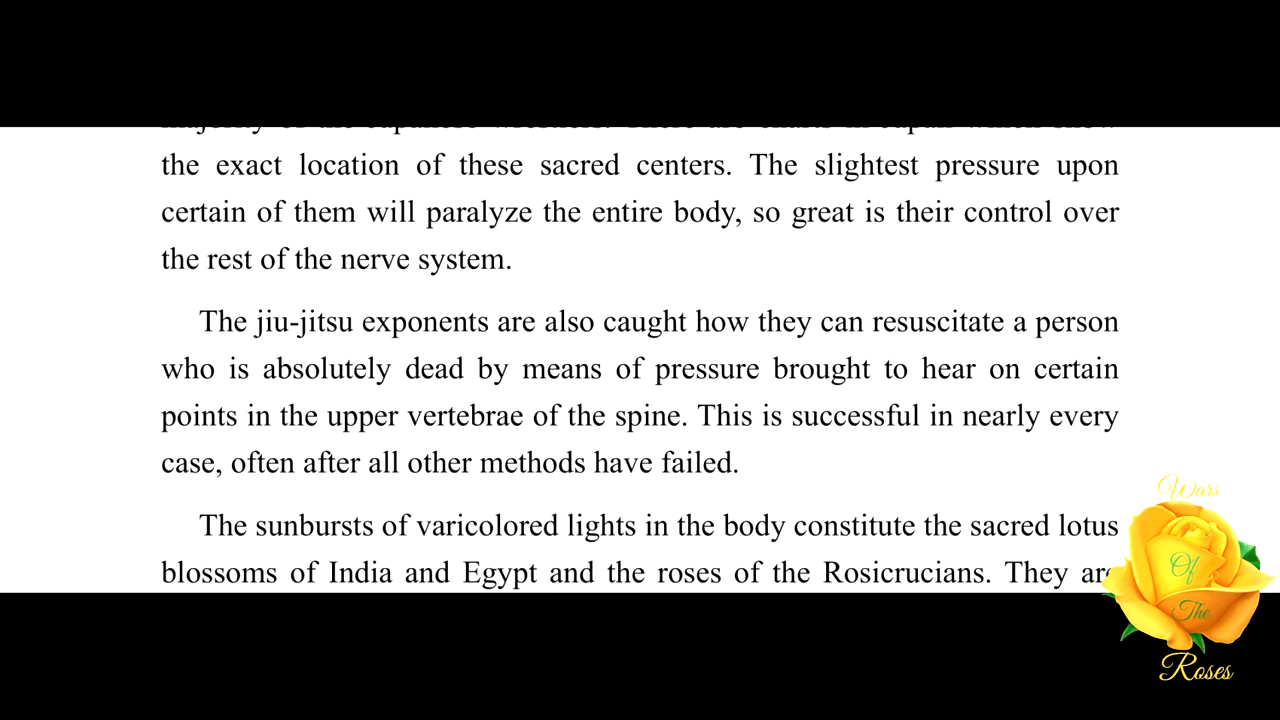 the exact location of these sacred centers. The slightest pressure upon
certain of them will paralyze the entire body, so great is their control over
the rest of the nerve system.
The jiu-jitsu exponents are also caught how they can resuscitate a person
who is absolutely dead by means of pressure brought to hear on certain
points in the upper vertebrae of the spine. This is successful in nearly every
case, often after all other methods have failed.
The sunbursts of varicolored lights in the body constitute the sacred lotus
blossoms of India and Egypt and the roses of the Rosicrucians. They are
Wars
Of
The
Roses